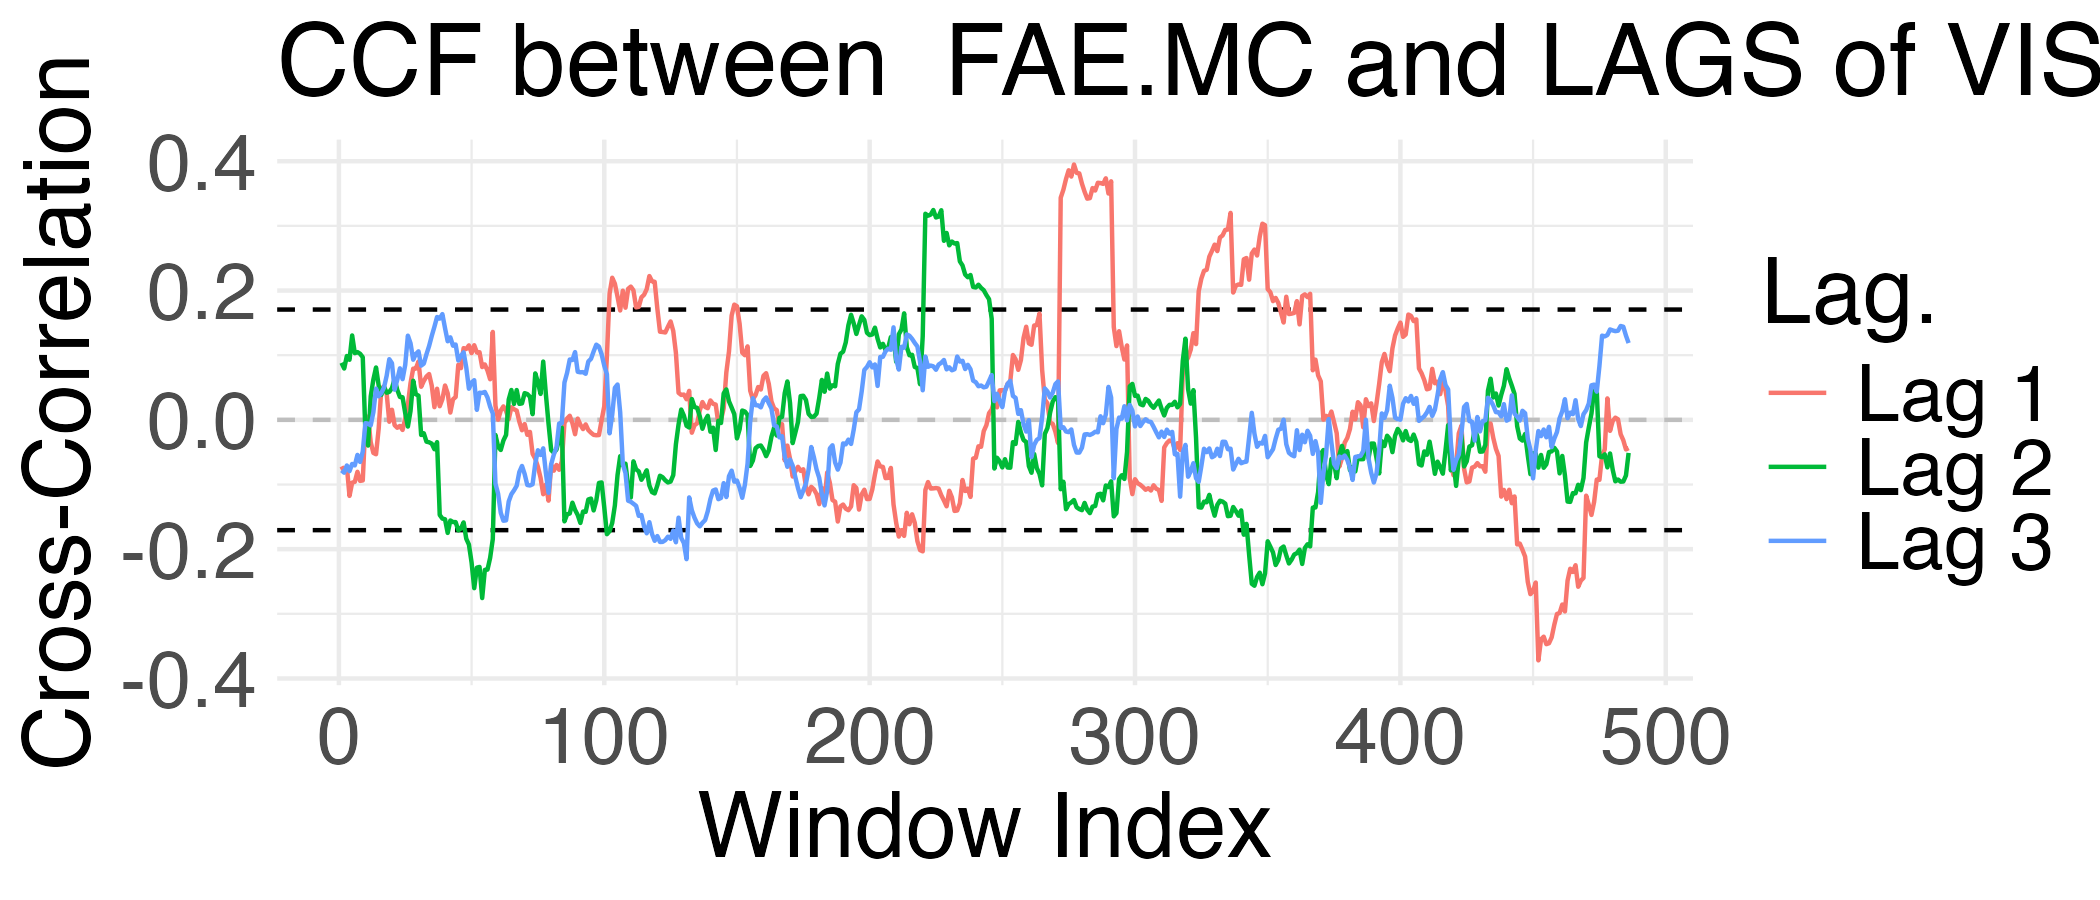 CCF between  FAE.MC and LAGS of VIS
Cross-Correlation
0.4
0.2
0.0
-0.2
-0.4
0 100 200 300 400 500
Window Index
Lag.
Lag 1
Lag 2
Lag 3